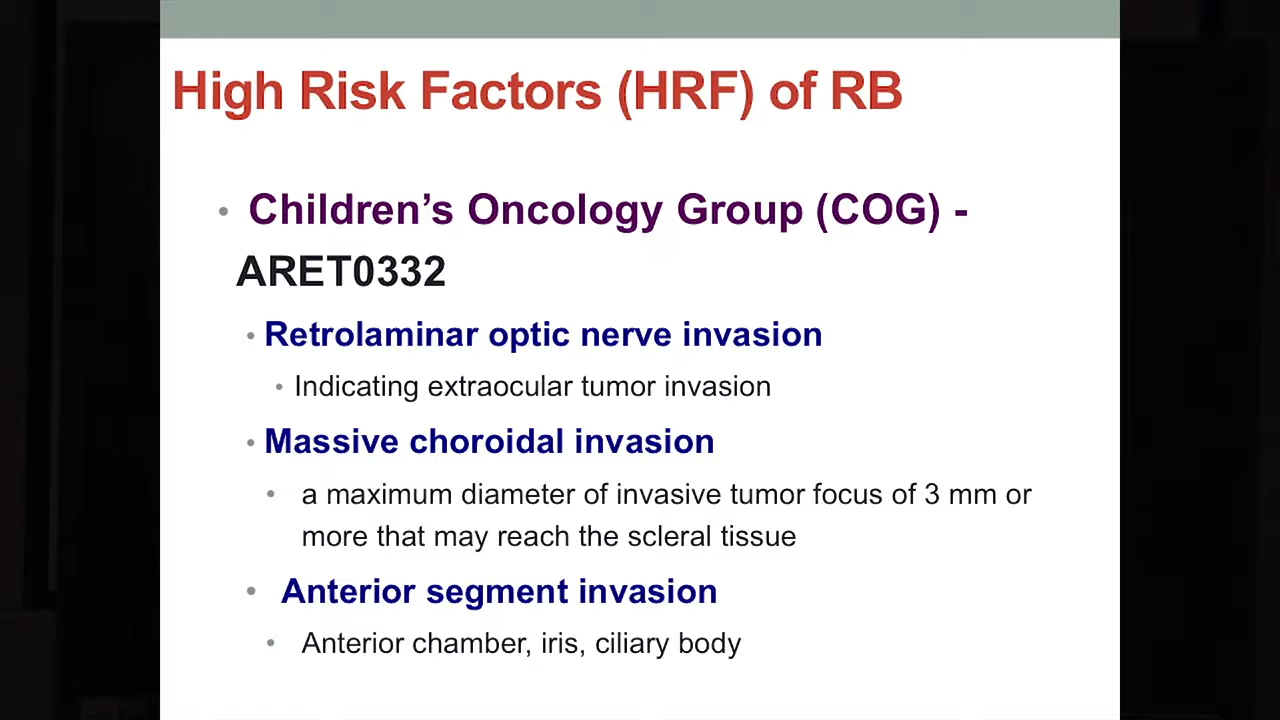 High Risk Factors (HRF) of RB
• Children’s Oncology Group (COG) -
ARET0332
• Retrolaminar optic nerve invasion
• Indicating extraocular tumor invasion
• Massive choroidal invasion
• a maximum diameter of invasive tumor focus of 3 mm or
more that may reach the scleral tissue
• Anterior segment invasion
• Anterior chamber, iris, ciliary body